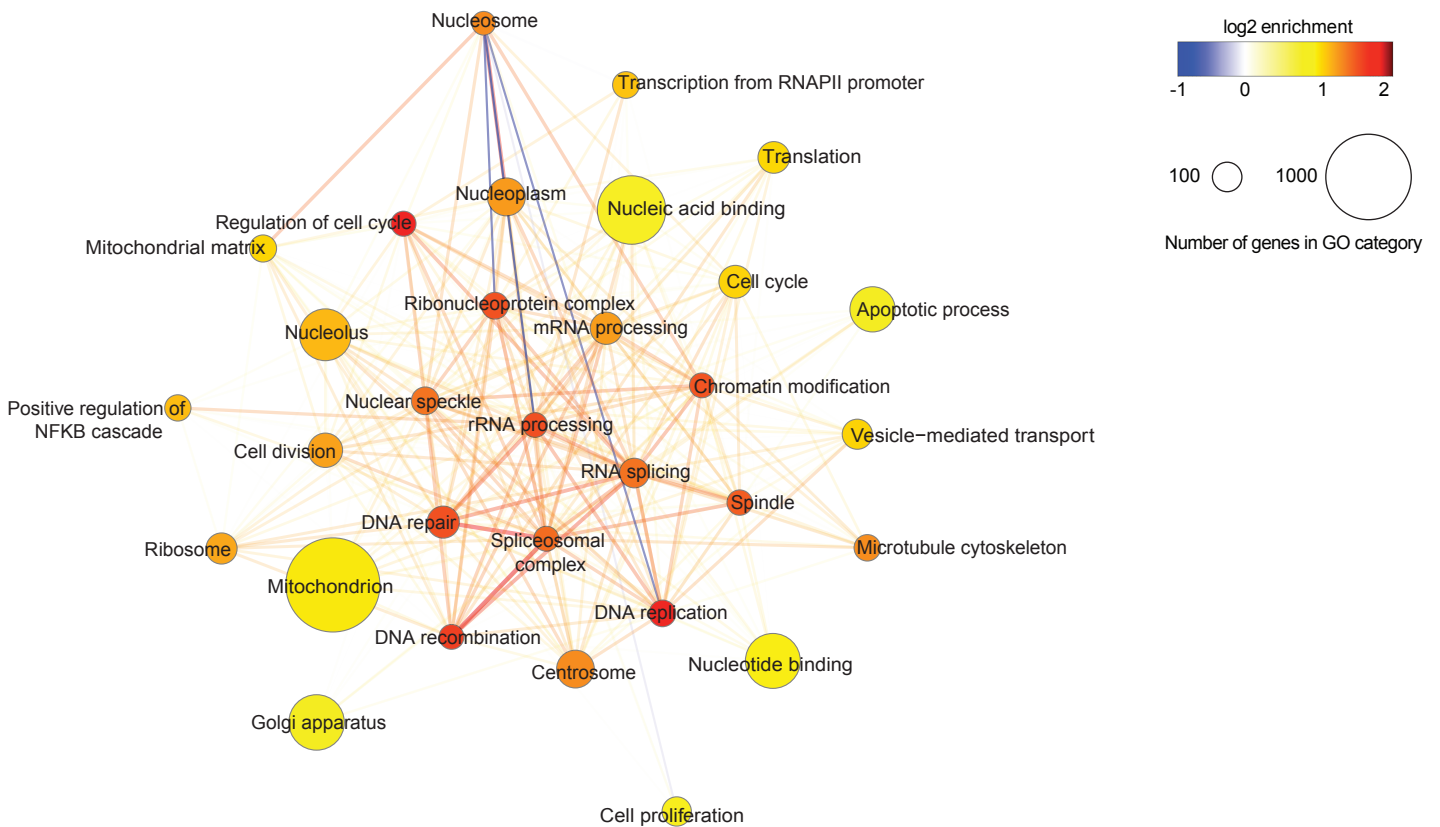 Nucleosome
log2 enrichment
-1 0 1 2
Transcription from RNAPII promoter
Translation
100 1000
Nucleoplasm
Nucleic acid binding
Regulation of cell cycle
Mitochondrial matrix
Number of genes in GO category
Cell cycle
Ribonucleoprotein complex
Apoptotic process
mRNA processing
Nucleolus
Chromatin modification
Nuclear speckle
Positive regulation of
NFKB cascade
rRNA processing
Vesicle−mediated transport
Cell division
RNA splicing
Spindle
DNA repair
Spliceosomal
complex
Ribosome
Microtubule cytoskeleton
Mitochondrion
DNA replication
DNA recombination
Centrosome
Nucleotide binding
Golgi apparatus
Cell proliferation